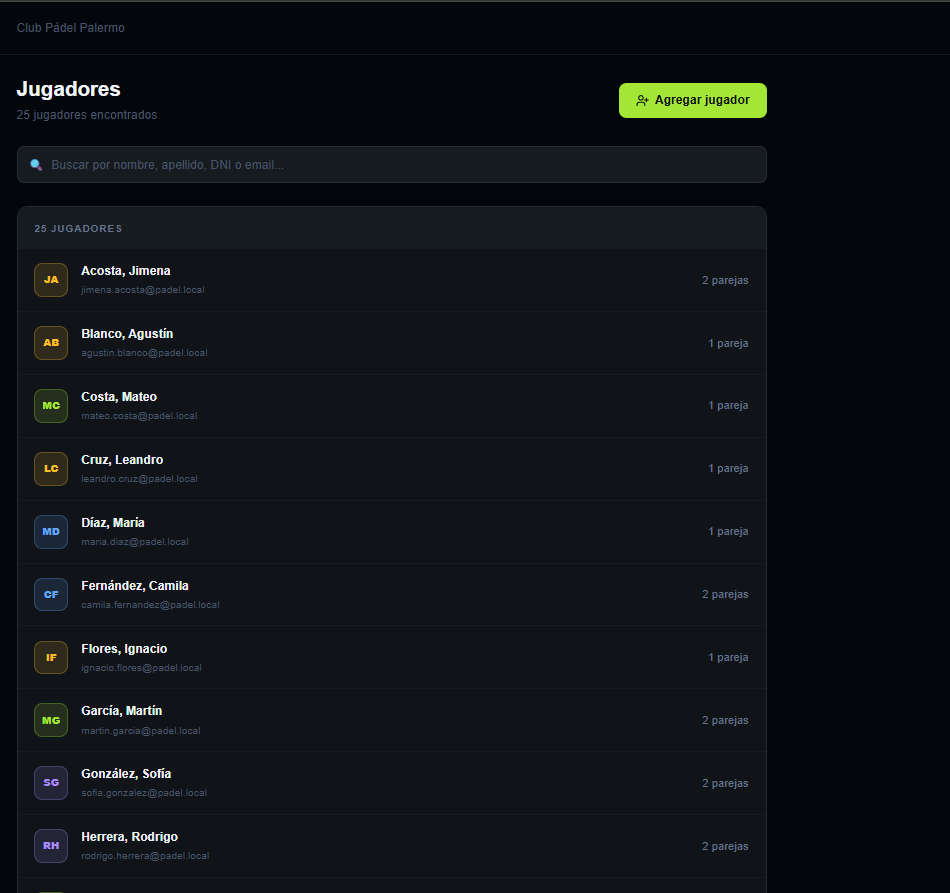 Club Pádel Palermo
Jugadores
25 jugadores encontrados
Agregar jugador
Buscar por nombre, apellido, DNI o email...
25 JUGADORES
JA
Acosta, Jimena
jimena.acosta@padel.local
2 parejas
AB
Blanco, Agustín
agustin.blanco@padel.local
1 pareja
MC
Costa, Mateo
mateo.costa@padel.local
1 pareja
LC
Cruz, Leandro
leandro.cruz@padel.local
1 pareja
MD
Díaz, María
maria.diaz@padel.local
1 pareja
CF
Fernández, Camila
camila.fernandez@padel.local
2 parejas
IF
Flores, Ignacio
ignacio.flores@padel.local
1 pareja
MG
García, Martín
martin.garcia@padel.local
2 parejas
SG
González, Sofía
sofia.gonzalez@padel.local
2 parejas
RH
Herrera, Rodrigo
rodrigo.herrera@padel.local
2 parejas